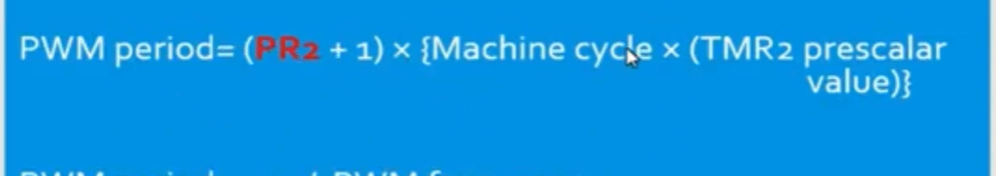 PWM period= (PR2 + 1) × {Machine cycle × (TMR2 prescalar
value)}